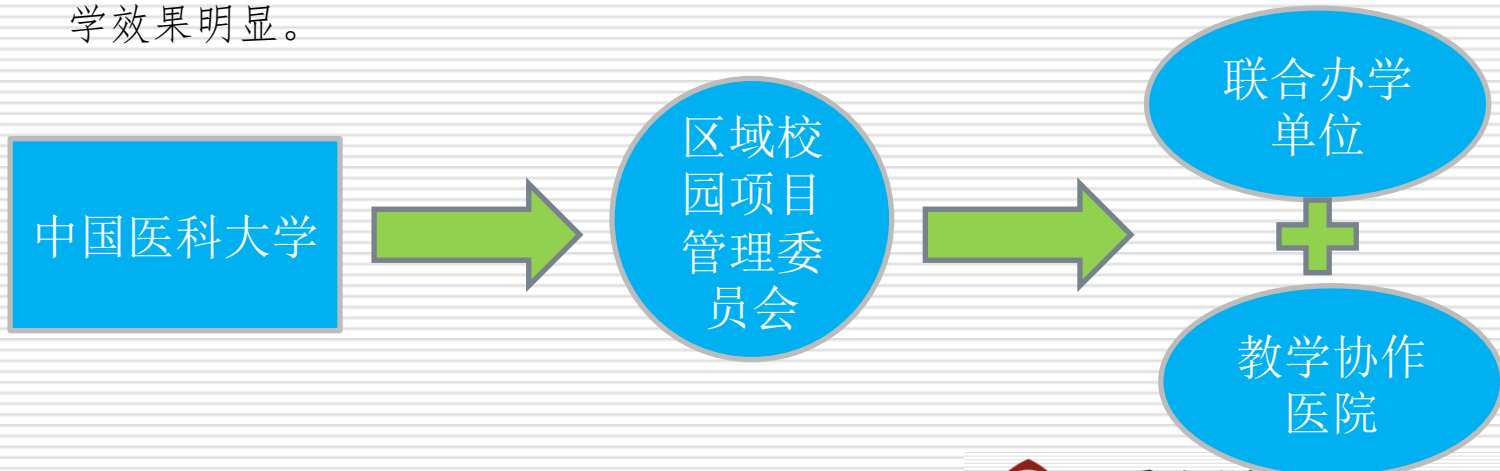 学效果明显。
中国医科大学
区域校
园项目
管理委
员会
联合办学
单位
教学协作
医院